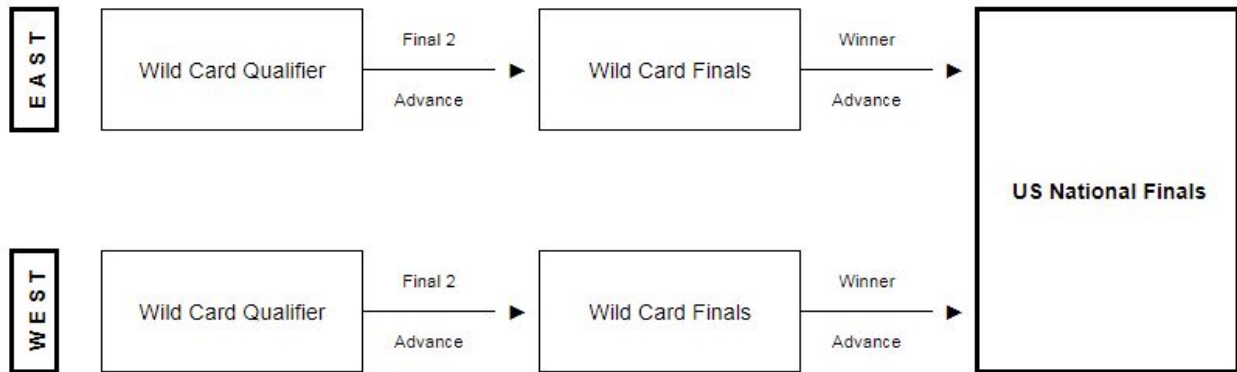 EAST
Wild Card Qualifier
Final 2
Advance
Wild Card Finals
Winner
Advance
US National Finals
WEST
Wild Card Qualifier
Final 2
Advance
Wild Card Finals
Winner
Advance